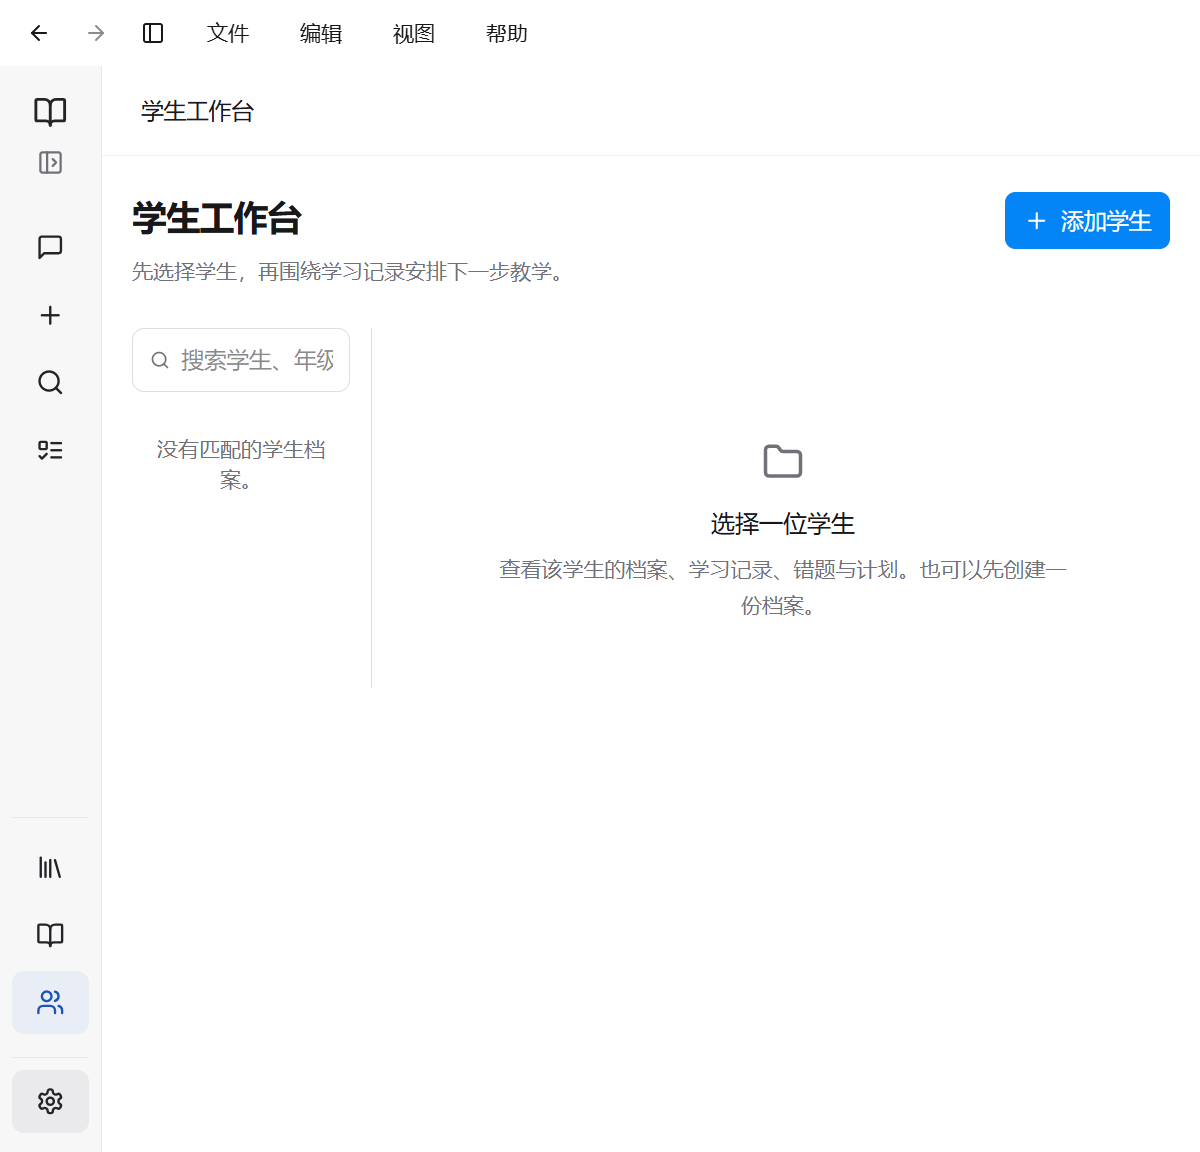 文件 编辑 视图 帮助
学生工作台
学生工作台
添加学生
先选择学生，再围绕学习记录安排下一步教学。
搜索学生、年级
没有匹配的学生档
案。
选择一位学生
查看该学生的档案、学习记录、错题与计划。也可以先创建一
份档案。